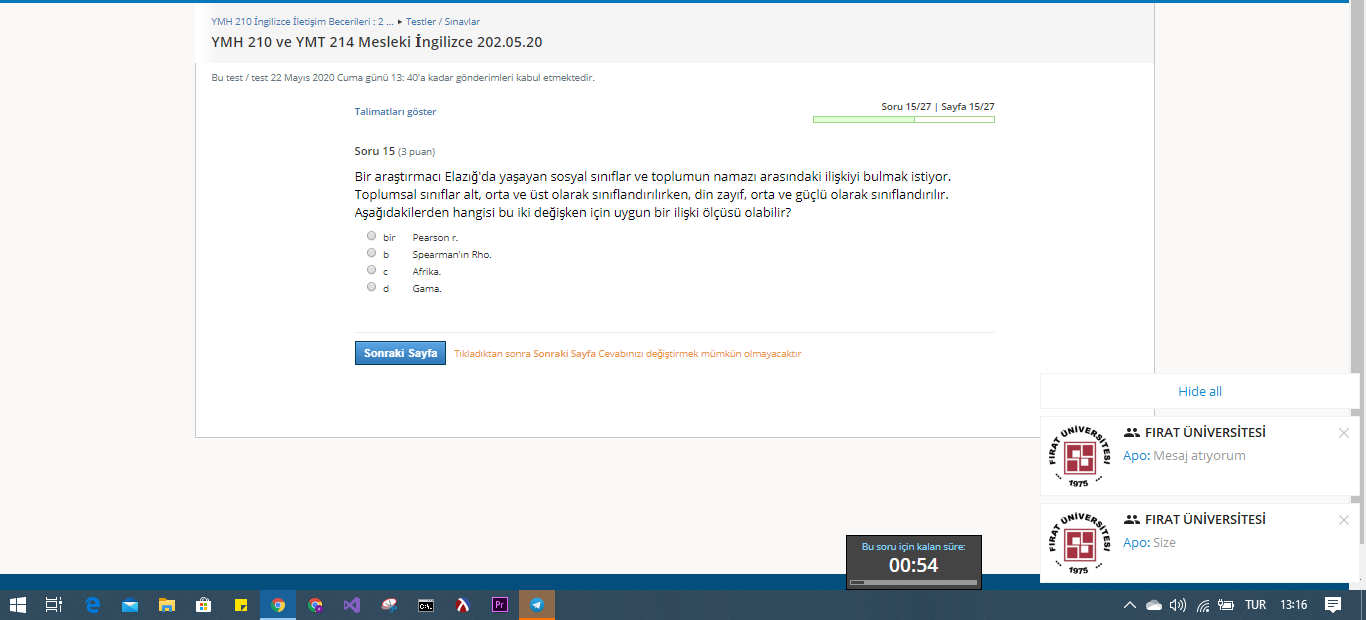 YMH 210 İngilizce İletişim Becerileri : 2 ... ▸ Testler / Sınavlar
YMH 210 ve YMT 214 Mesleki İngilizce 202.05.20
Bu test / test 22 Mayıs 2020 Cuma günü 13: 40'a kadar gönderimleri kabul etmektedir.
Soru 15/27 | Sayfa 15/27
Talimatları göster
Soru 15 (3 puan)
Bir araştırmacı Elazığ'da yaşayan sosyal sınıflar ve toplumun namazı arasındaki ilişkiyi bulmak istiyor.
Toplumsal sınıflar alt, orta ve üst olarak sınıflandırılırken, din zayıf, orta ve güçlü olarak sınıflandırılır.
Aşağıdakilerden hangisi bu iki değişken için uygun bir ilişki ölçüsü olabilir?
bir Pearson r.
b Spearman'ın Rho.
c Afrika.
d Gama.
Sonraki Sayfa Tıkladıktan sonra Sonraki Sayfa Cevabınızı değiştirmek mümkün olmayacaktır
Hide all
FIRAT ÜNİVERSİTESİ
Apo: Mesaj atıyorum
FIRAT ÜNİVERSİTESİ
1975
FIRAT ÜNİVERSİTESİ
Apo: Size
FIRAT ÜNİVERSİTESİ
1975
Bu soru için kalan süre:
00:54
Pr
TUR 13:16